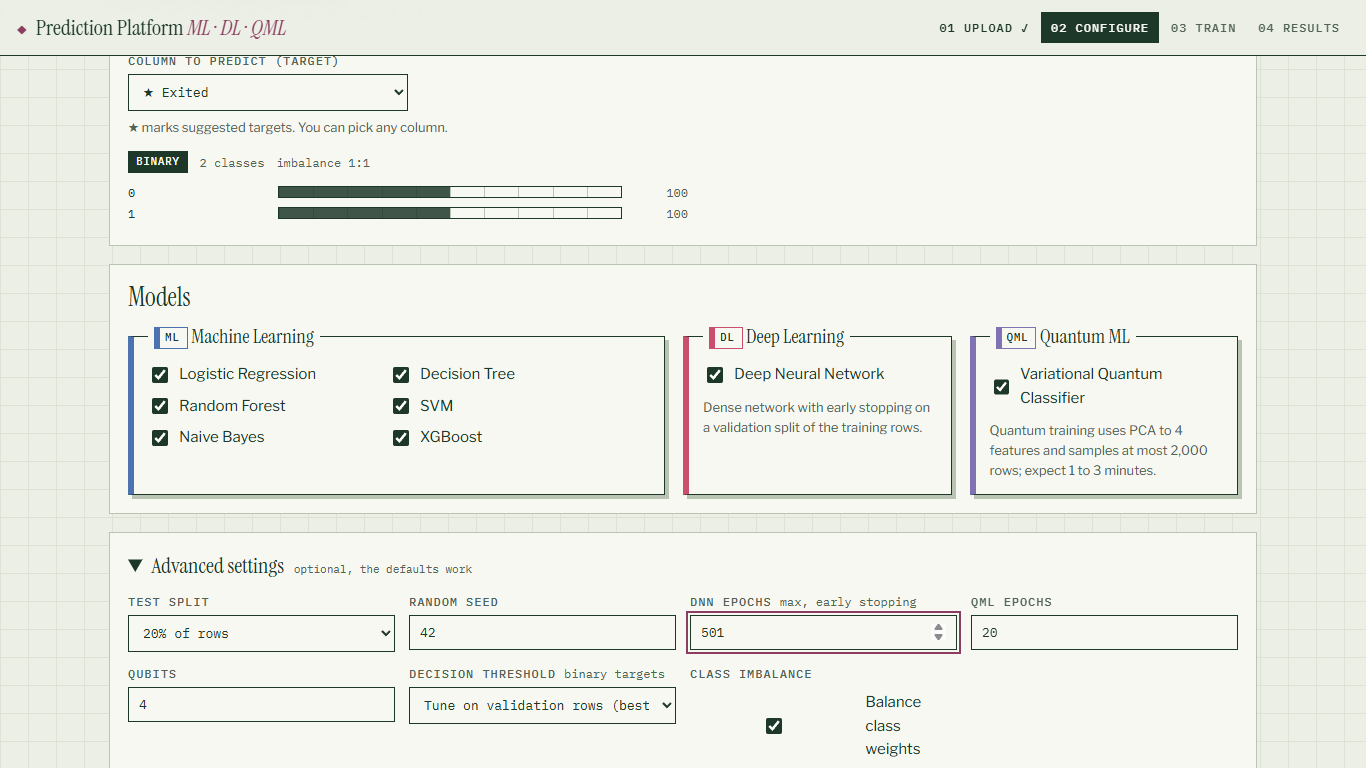 ◆ Prediction Platform ML · DL · QML
01 UPLOAD ✓ 02 CONFIGURE 03 TRAIN 04 RESULTS
COLUMN TO PREDICT (TARGET)
★ Exited
★ marks suggested targets. You can pick any column.
BINARY 2 classes imbalance 1:1
0 100
1 100
Models
ML Machine Learning
Logistic Regression
Decision Tree
Random Forest
SVM
Naive Bayes
XGBoost
DL Deep Learning
Deep Neural Network
Dense network with early stopping on
a validation split of the training rows.
QML Quantum ML
Variational Quantum
Classifier
Quantum training uses PCA to 4
features and samples at most 2,000
rows; expect 1 to 3 minutes.
▼ Advanced settings optional, the defaults work
TEST SPLIT
20% of rows
RANDOM SEED
42
DNN EPOCHS max, early stopping
501
QML EPOCHS
20
QUBITS
4
DECISION THRESHOLD binary targets
Tune on validation rows (best
CLASS IMBALANCE
Balance
class
weights